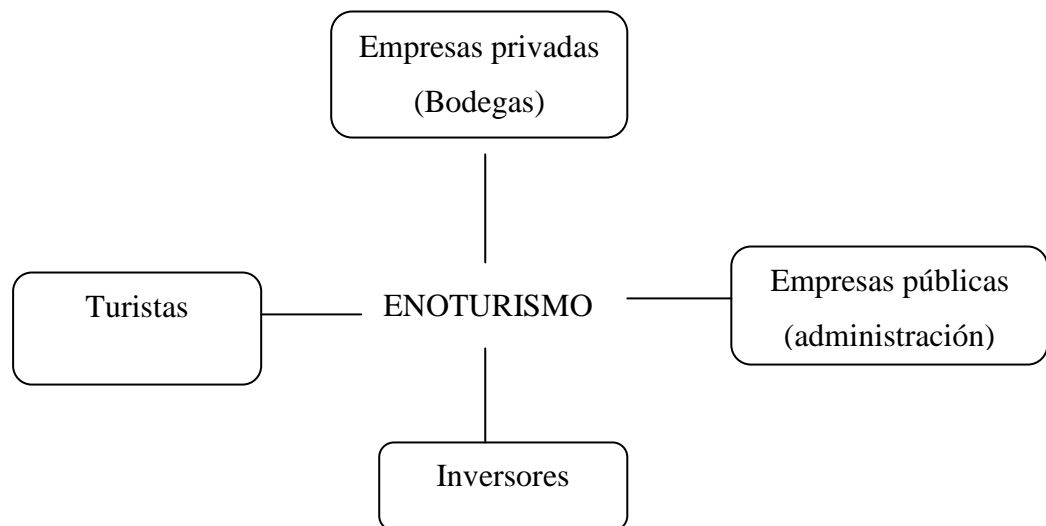 Empresas privadas
(Bodegas)
Turistas
ENOTURISMO
Empresas públicas
(administración)
Inversores